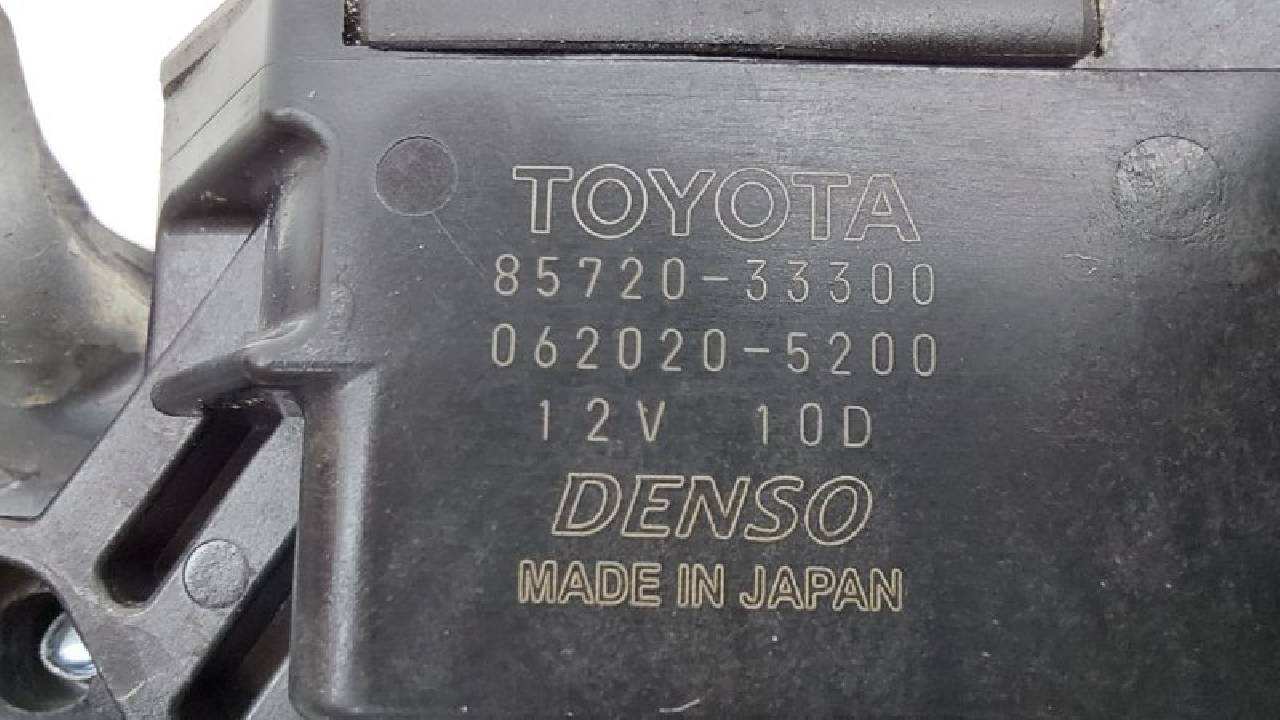 TOYOTA
85720-33300
062020-5200
12V 10D
DENSO
MADE IN JAPAN